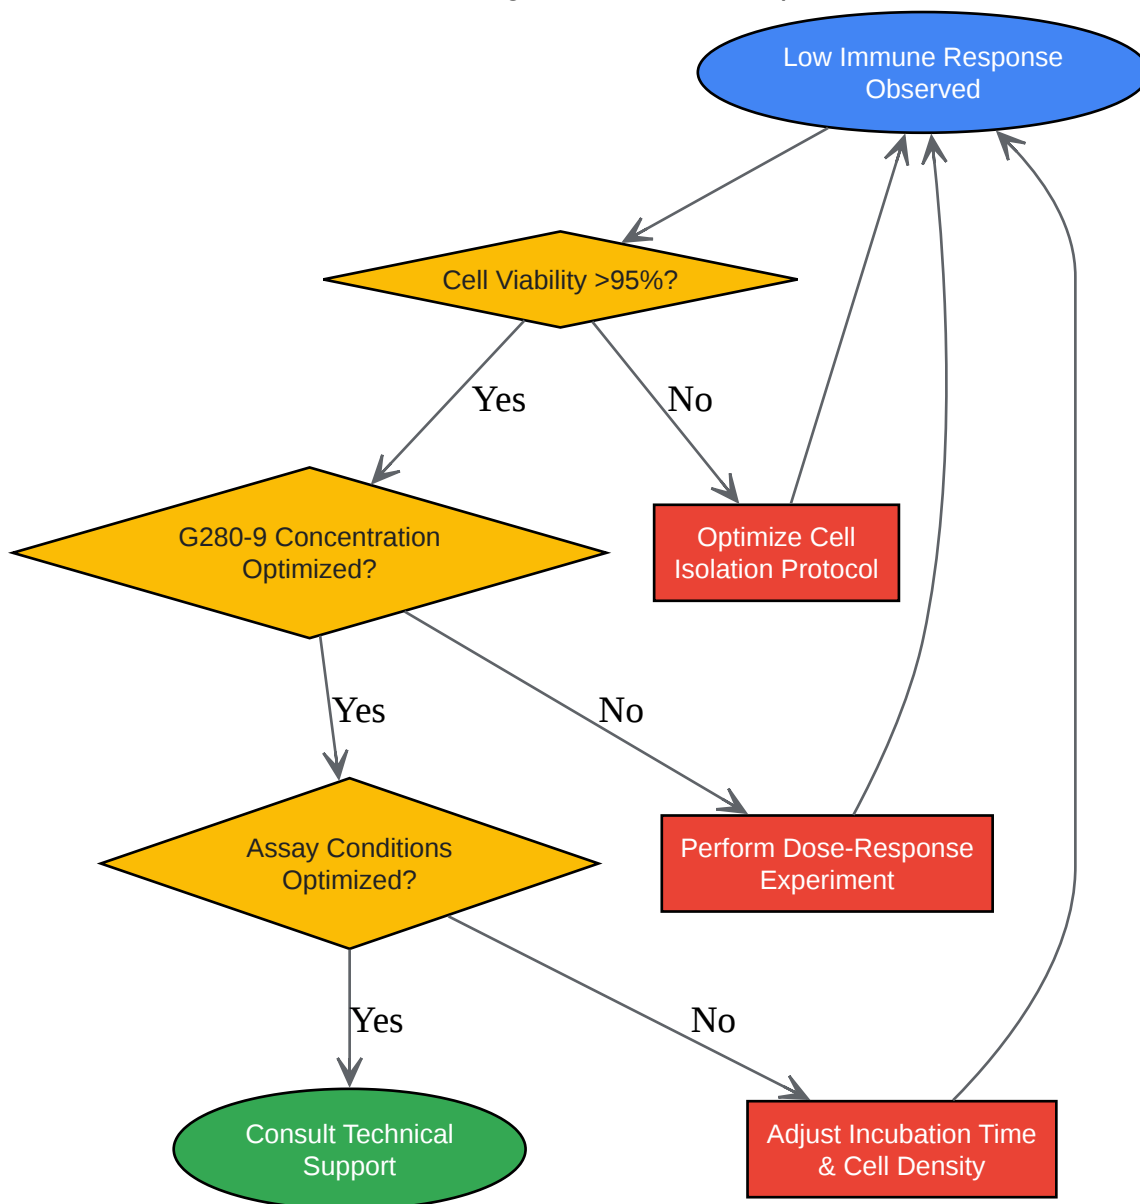 Low Immune Response
Observed
Cell Viability >95%?
Yes
No
G280-9 Concentration
Optimized?
Optimize Cell
Isolation Protocol
Yes
No
Assay Conditions
Optimized?
Perform Dose-Response
Experiment
Yes
No
Consult Technical
Support
Adjust Incubation Time
& Cell Density